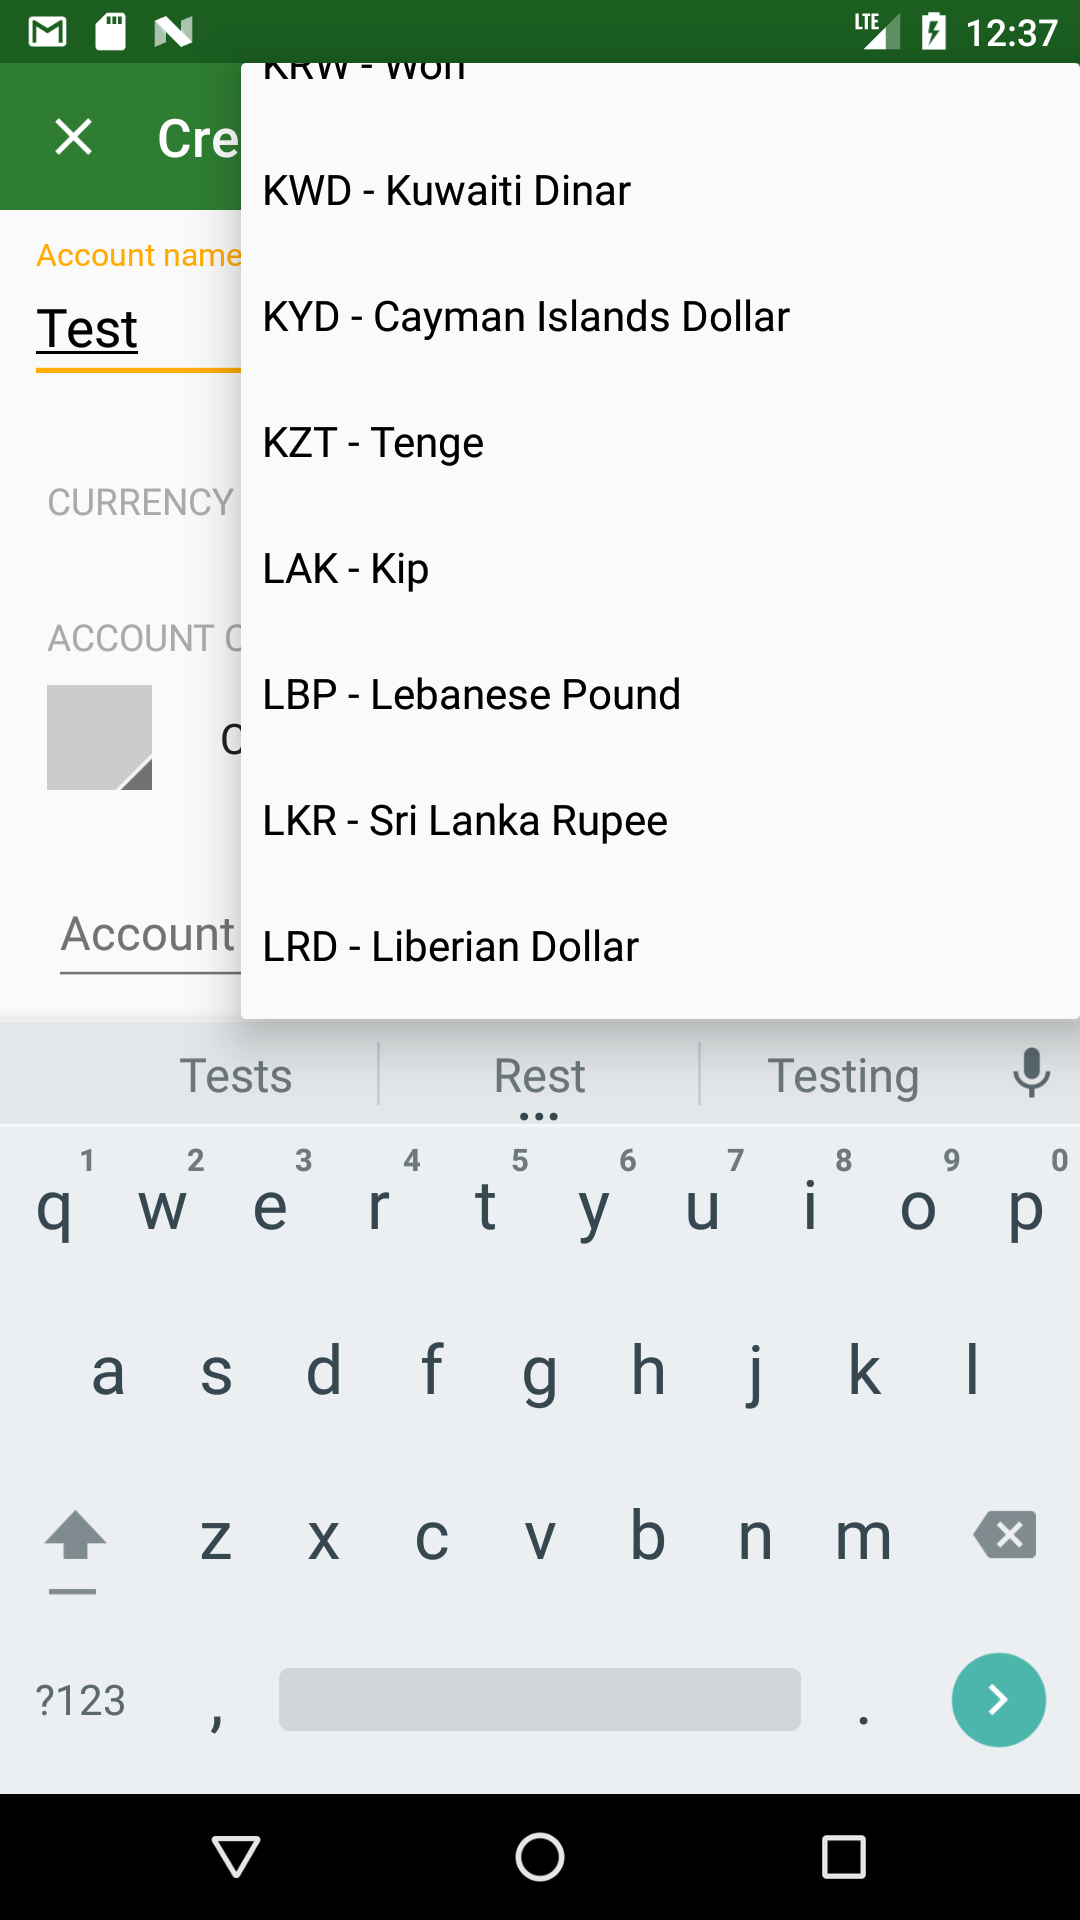 LTE 12:37
Cre
KRW - Won
Account name
Test
KWD - Kuwaiti Dinar
KYD - Cayman Islands Dollar
KZT - Tenge
CURRENCY
LAK - Kip
ACCOUNT
LBP - Lebanese Pound
LKR - Sri Lanka Rupee
Account
LRD - Liberian Dollar
Tests Rest Testing
1 2 3 4 5 6 7 8 9 0
q w e r t y u i o p
a s d f g h j k l
z x c v b n m
?123 , .